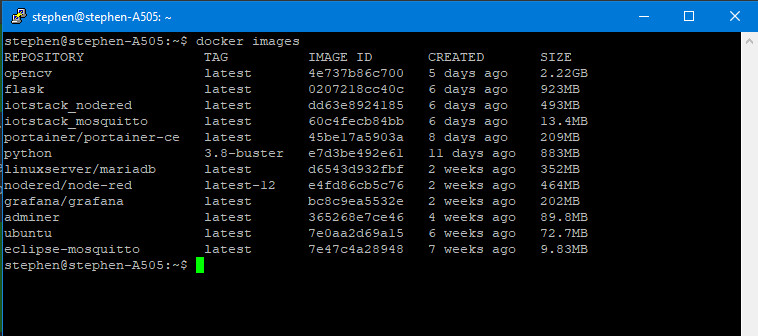 stephen@stephen-A505: ~
stephen@stephen-A505:~$ docker images
REPOSITORY TAG IMAGE ID CREATED SIZE
opencv latest 4e737b86c700 5 days ago 2.22GB
flask latest 0207218cc40c 6 days ago 923MB
iotstack_nodered latest dd63e8924185 6 days ago 493MB
iotstack_mosquitto latest 60c4fecb84bb 6 days ago 13.4MB
portainer/portainer-ce latest 45be17a5903a 8 days ago 209MB
python 3.8-buster e7d3be492e61 11 days ago 883MB
linuxserver/mariadb latest d6543d932fbf 2 weeks ago 352MB
nodered/node-red latest-12 e4fd86cb5c76 2 weeks ago 464MB
grafana/grafana latest bc8c9ea5532e 2 weeks ago 202MB
adminer latest 365268e7ce46 4 weeks ago 89.8MB
ubuntu latest 7e0aa2d69a15 6 weeks ago 72.7MB
eclipse-mosquitto latest 7e47c4a28948 7 weeks ago 9.83MB
stephen@stephen-A505:~$